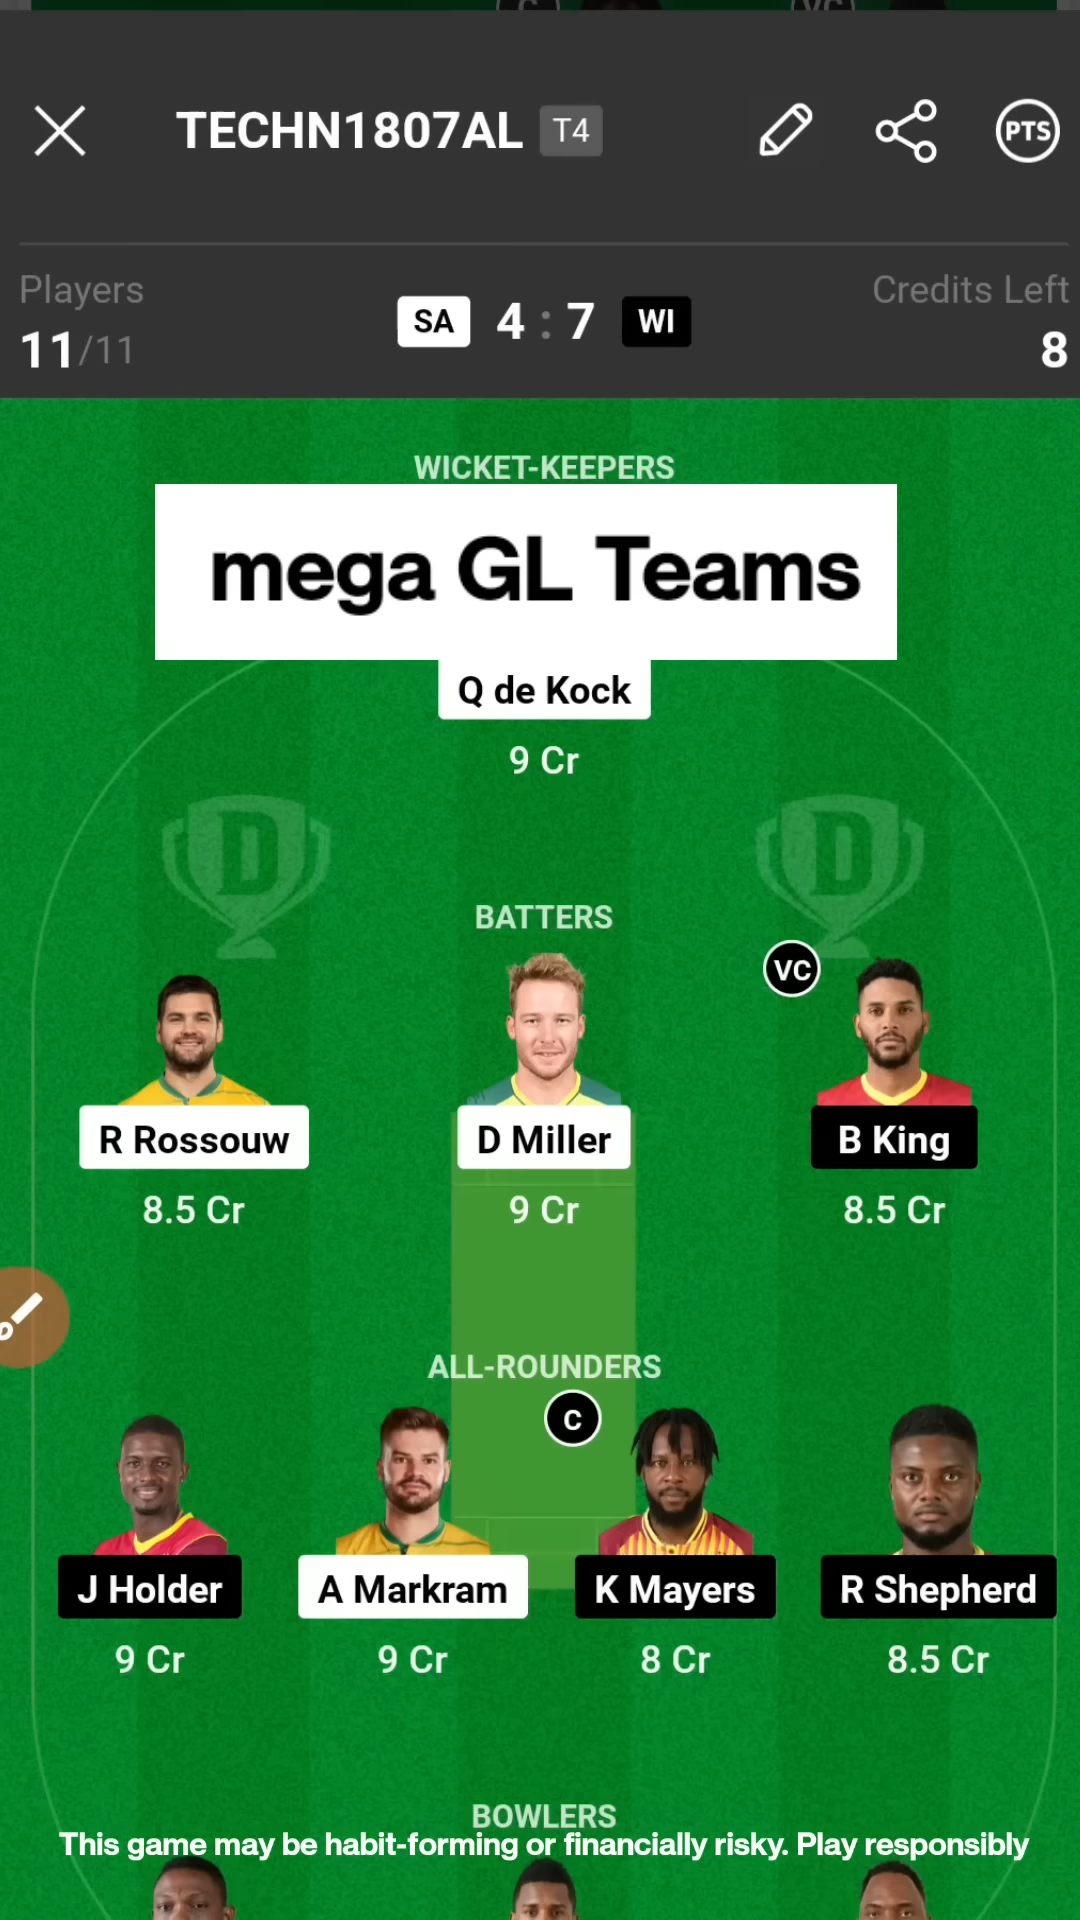 C VC
TECHN1807AL T4 PTS
Players Credits Left
11/11 SA 4 : 7 WI 8
WICKET-KEEPERS
mega GL Teams
Q de Kock
9 Cr
D D
BATTERS
VC
R Rossouw D Miller B King
8.5 Cr 9 Cr 8.5 Cr
ALL-ROUNDERS
C
J Holder A Markram K Mayers R Shepherd
9 Cr 9 Cr 8 Cr 8.5 Cr
BOWLERS
This game may be habit-forming or financially risky. Play responsibly